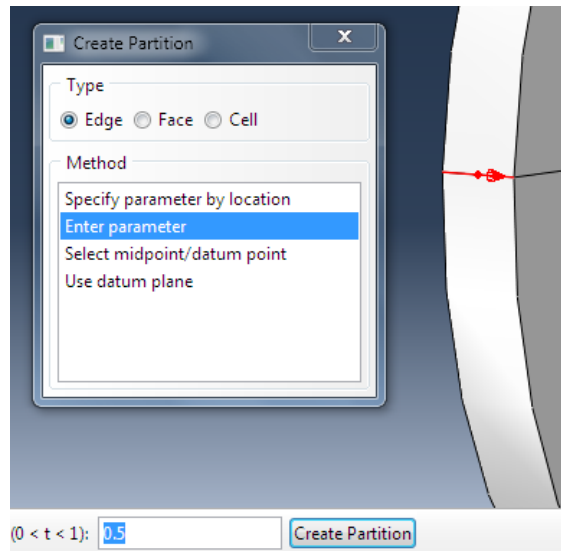 Create Partition
x
Type
Edge Face Cell
Method
Specify parameter by location
Enter parameter
Select midpoint/datum point
Use datum plane
(0 < t < 1): 0.5 Create Partition